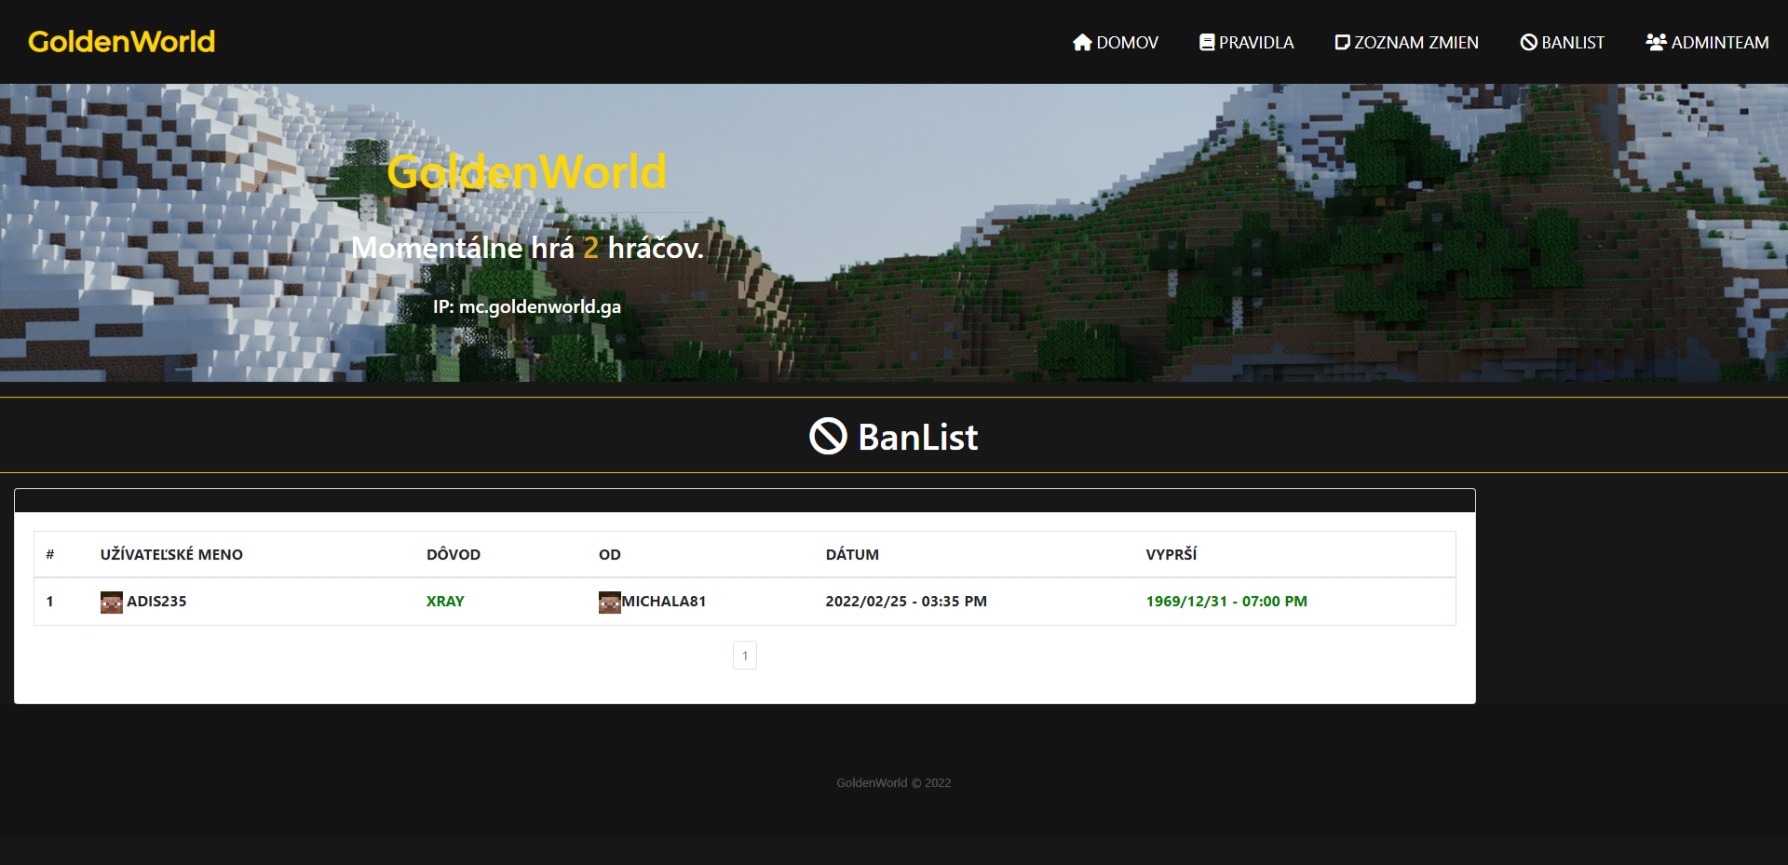 GoldenWorld
DOMOV PRAVIDLA ZOZNAM ZMIEN BANLIST ADMINTEAM
GoldenWorld
Momentálne hrá 2 hráčov.
IP: mc.goldenworld.ga
BanList
# UŽÍVATEĽSKÉ MENO DÔVOD OD DÁTUM VYPRŠÍ
1 ADIS235 XRAY MICHALA81 2022/02/25 - 03:35 PM 1969/12/31 - 07:00 PM
1
GoldenWorld © 2022